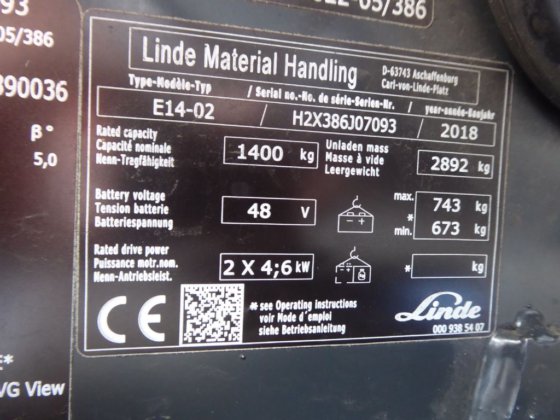 93
05/386
05/386
890036
β°
5,0
Linde Material Handling
D-63743 Aschaffenburg
Carl-von-Linde-Platz
Type-Modèle-Typ / Serial no.-No. de série-Serien-Nr. / year-année-Baujahr
E14-02 / H2X386J07093 / 2018
Rated capacity
Capacité nominale
Nenn-Tragfähigkeit
1400 kg
Unladen mass
Masse à vide
Leergewicht
2892 kg
Battery voltage
Tension batterie
Batteriespannung
48 V
max. 743 kg
*
min. 673 kg
Rated drive power
Puissance motr.nom.
Nenn-Antriebsleist.
2 X 4;6 kW
- +
kg
* kg
CE
* see Operating instructions
voir Mode d'emploi
siehe Betriebsanleitung
Linde
000 938 54 07
E*
VG View